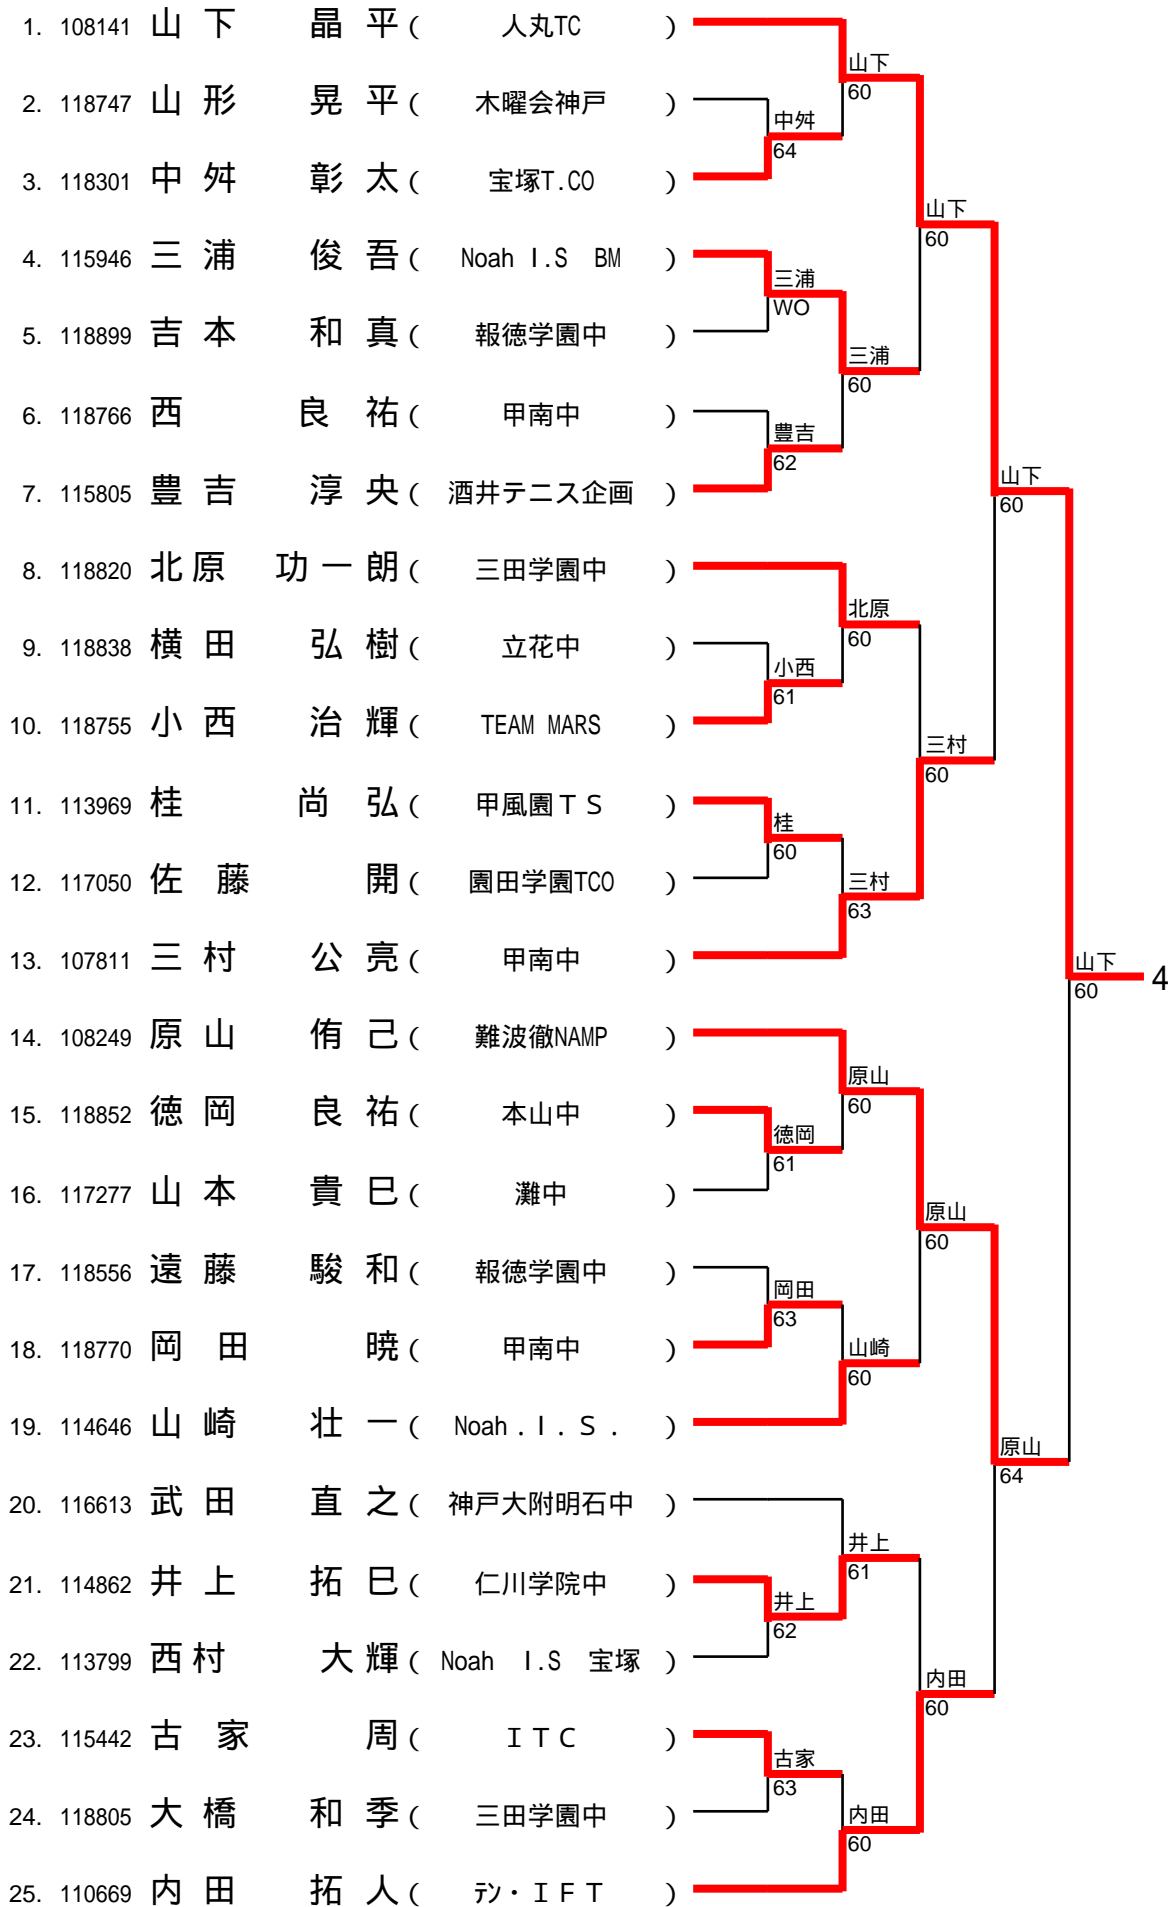 1. 108141 山下 晶平 ( 人丸TC )
山下
60
2. 118747 山形 晃平 ( 木曜会神戸 )
中舛
64
3. 118301 中舛 彰太 ( 宝塚T.CO )
山下
60
4. 115946 三浦 俊吾 ( Noah I.S BM )
三浦
WO
5. 118899 吉本 和真 ( 報徳学園中 )
三浦
60
6. 118766 西 良祐 ( 甲南中 )
豊吉
62
7. 115805 豊吉 淳央 ( 酒井テニス企画 )
山下
60
8. 118820 北原 功一朗 ( 三田学園中 )
北原
60
9. 118838 横田 弘樹 ( 立花中 )
小西
61
10. 118755 小西 治輝 ( TEAM MARS )
三村
60
11. 113969 桂 尚弘 ( 甲風園ＴＳ )
桂
60
12. 117050 佐藤 開 ( 園田学園TCO )
三村
63
13. 107811 三村 公亮 ( 甲南中 )
山下 4
60
14. 108249 原山 侑己 ( 難波徹NAMP )
原山
60
15. 118852 徳岡 良祐 ( 本山中 )
徳岡
61
16. 117277 山本 貴巳 ( 灘中 )
原山
60
17. 118556 遠藤 駿和 ( 報徳学園中 )
岡田
63
18. 118770 岡田 暁 ( 甲南中 )
山崎
60
19. 114646 山崎 壮一 ( Noah．Ｉ．Ｓ． )
原山
64
20. 116613 武田 直之 ( 神戸大附明石中 )
井上
61
21. 114862 井上 拓巳 ( 仁川学院中 )
井上
62
22. 113799 西村 大輝 ( Noah I.S 宝塚 )
内田
60
23. 115442 古家 周 ( ＩＴＣ )
古家
63
24. 118805 大橋 和季 ( 三田学園中 )
内田
60
25. 110669 内田 拓人 ( ﾃﾝ・ＩＦＴ )